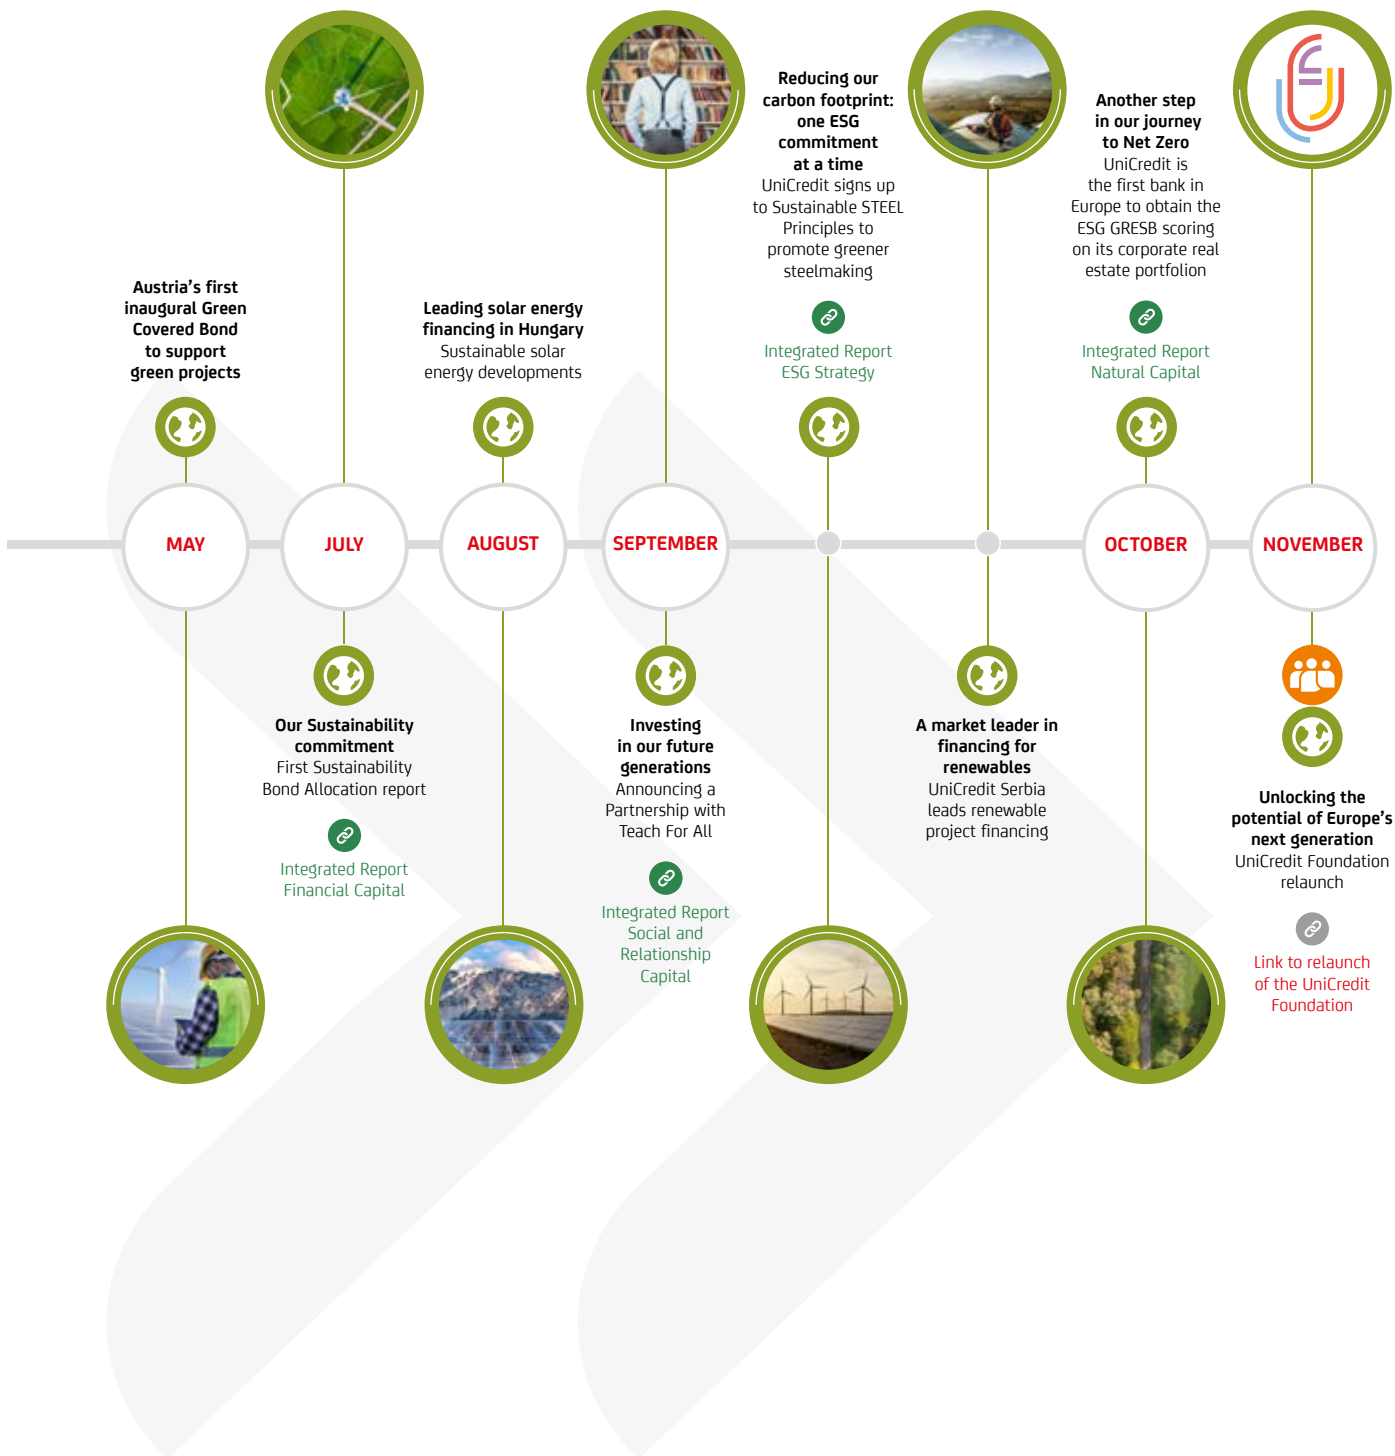 Austria's first
inaugural Green
Covered Bond
to support
green projects
MAY
JULY
Our Sustainability
commitment
First Sustainability
Bond Allocation report
Integrated Report
Financial Capital
Leading solar energy
financing in Hungary
Sustainable solar
energy developments
AUGUST
SEPTEMBER
Investing
in our future
generations
Announcing a
Partnership with
Teach For All
Integrated Report
Social and
Relationship
Capital
Reducing our
carbon footprint:
one ESG
commitment
at a time
UniCredit signs up
to Sustainable STEEL
Principles to
promote greener
steelmaking
Integrated Report
ESG Strategy
A market leader in
financing for
renewables
UniCredit Serbia
leads renewable
project financing
Another step
in our journey
to Net Zero
UniCredit is
the first bank in
Europe to obtain the
ESG GRESB scoring
on its corporate real
estate portfolion
Integrated Report
Natural Capital
OCTOBER
NOVEMBER
Unlocking the
potential of Europe's
next generation
UniCredit Foundation
relaunch
Link to relaunch
of the UniCredit
Foundation